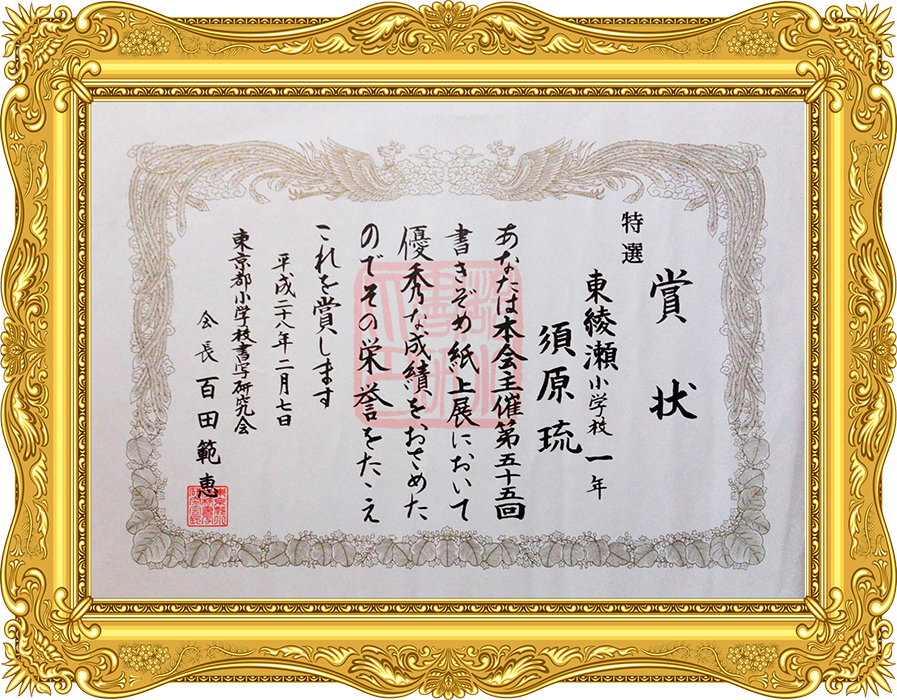 賞状
特選
東綾瀬小学校一年
須原琉
あなたは本会主催第五十五回
書きぞめ紙上展において
優秀な成績をおさめた
のでその栄誉をたたえ
これを賞します
平成二十八年二月七日
東京都小学校書写研究会
会長 百田範恵